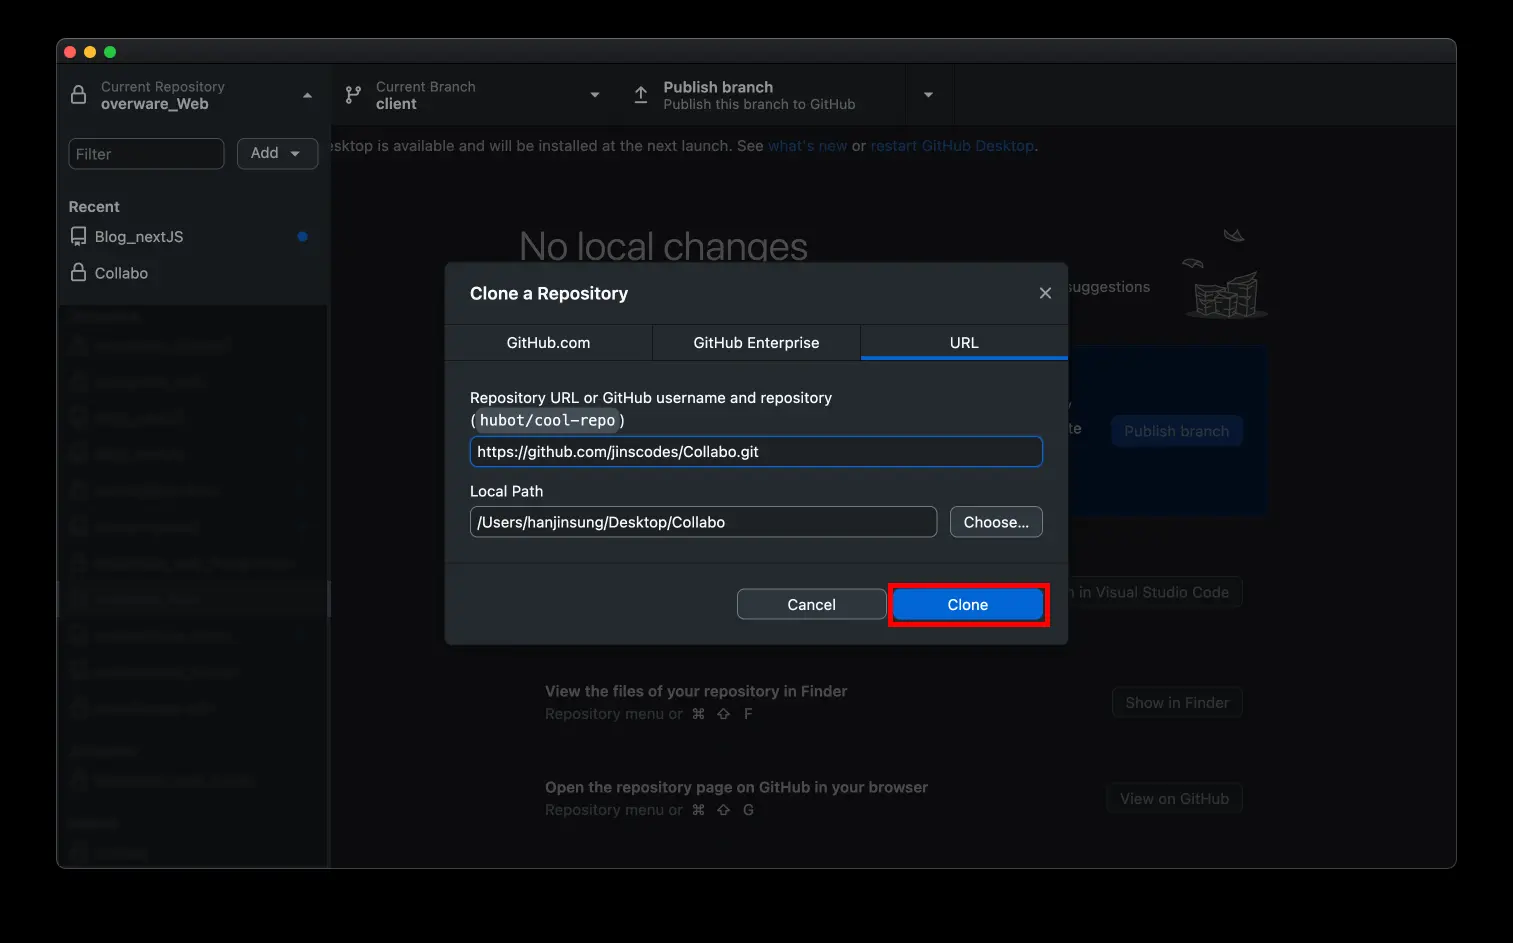 Current Repository
overware_Web
Current Branch
client
Publish branch
Publish this branch to GitHub
Filter
Add
sktop is available and will be installed at the next launch. See what's new or restart GitHub Desktop.
Recent
Blog_nextJS
Collabo
No local changes
suggestions
Clone a Repository
GitHub.com
GitHub Enterprise
URL
Repository URL or GitHub username and repository
(hubot/cool-repo)
https://github.com/jinscodes/Collabo.git
Local Path
/Users/hanjinsung/Desktop/Collabo
Choose...
te
Publish branch
Cancel
Clone
in Visual Studio Code
View the files of your repository in Finder
Repository menu or ⌘ ⇧ F
Show in Finder
Open the repository page on GitHub in your browser
Repository menu or ⌘ ⇧ G
View on GitHub